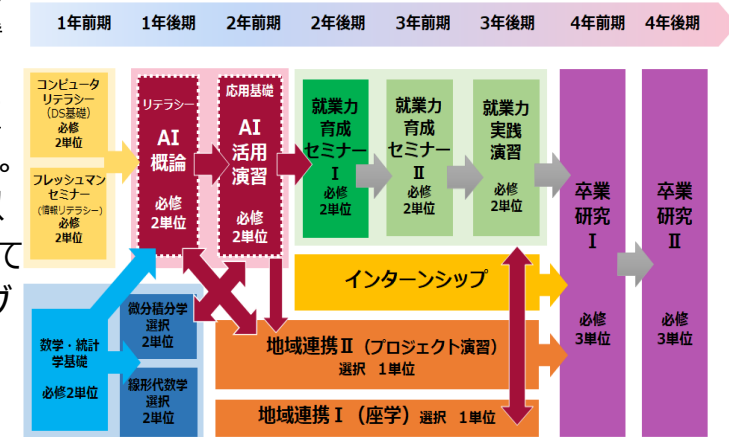 1年前期 1年後期 2年前期 2年後期 3年前期 3年後期 4年前期 4年後期
。
て
コンピュータ
リテラシー
(DS基礎)
必修
2単位
フレッシュマン
セミナー
(情報リテラシー)
必修
2単位
リテラシー
AI
概論
必修
2単位
応用基礎
AI
活用
演習
必修
2単位
就業力
育成
セミナー
Ⅰ
必修
2単位
就業力
育成
セミナー
Ⅱ
必修
2単位
就業力
実践
演習
必修
2単位
卒業
研究
Ⅰ
必修
3単位
卒業
研究
Ⅱ
必修
3単位
インターンシップ
数学・統計
学基礎
必修2単位
微分積分学
選択
2単位
線形代数学
選択
2単位
地域連携Ⅱ（プロジェクト演習）
選択 1単位
地域連携Ⅰ（座学）選択 1単位